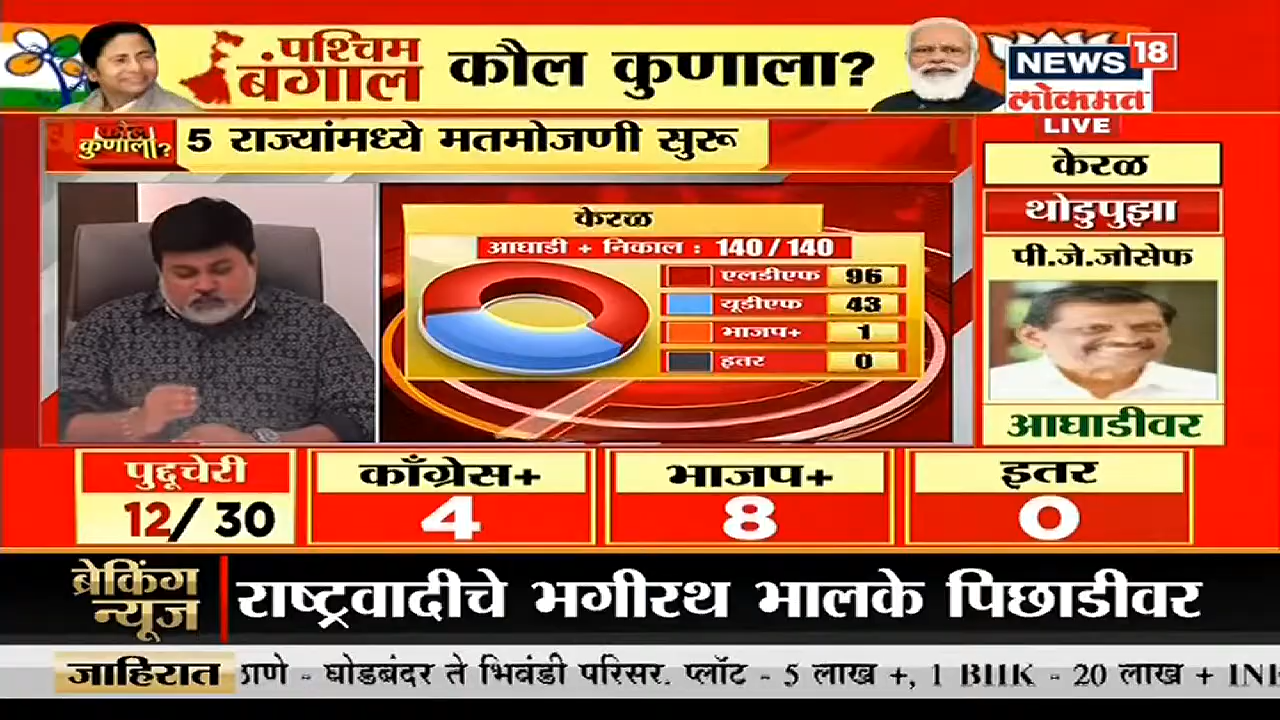 पश्चिम
बंगाल
कौल कुणाला?
NEWS 18
लोकमत
LIVE
कौल
कुणाला?
5 राज्यांमध्ये मतमोजणी सुरू
केरळ
थोडुपुझा
पी.जे.जोसेफ
आघाडीवर
केरळ
आघाडी + निकाल : 140 / 140
एलडीएफ 96
यूडीएफ 43
भाजप+ 1
इतर 0
पुद्दूचेरी
12/ 30
काँग्रेस+
4
भाजप+
8
इतर
0
ब्रेकिंग
न्यूज
राष्ट्रवादीचे भगीरथ भालके पिछाडीवर
जाहिरात
ठाणे - घोडबंदर ते भिवंडी परिसर. प्लॉट - 5 लाख +, 1 BHK - 20 लाख +